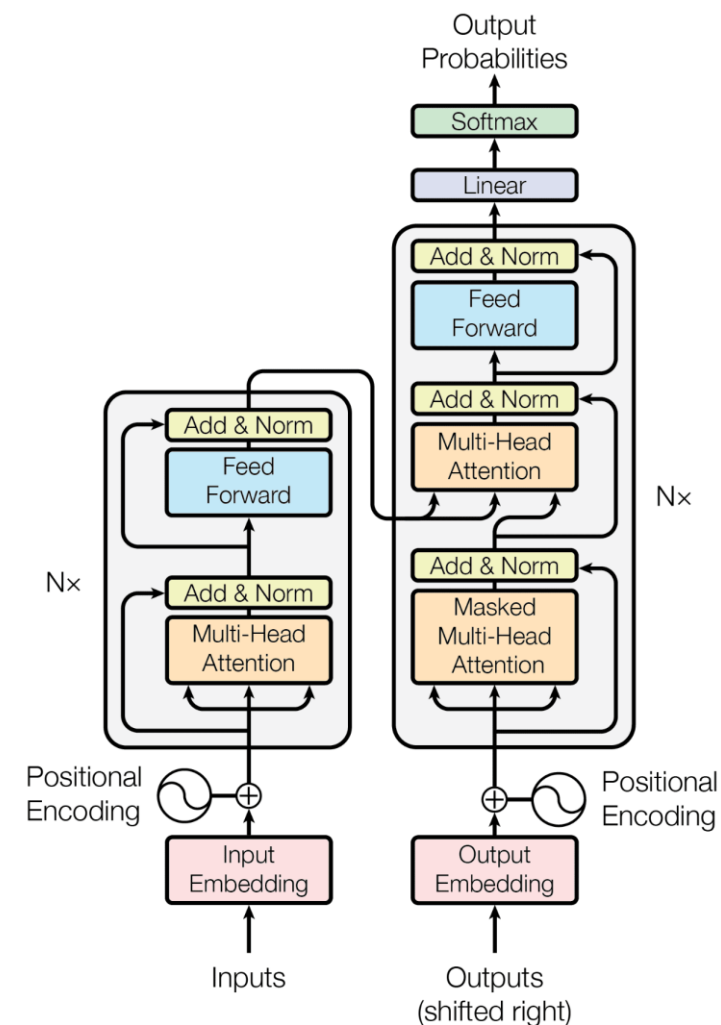 Output
Probabilities
Softmax
Linear
Add & Norm
Feed
Forward
Add & Norm
Multi-Head
Attention
Add & Norm
Masked
Multi-Head
Attention
N×
Add & Norm
Feed
Forward
N×
Add & Norm
Multi-Head
Attention
Positional
Encoding
Positional
Encoding
Input
Embedding
Output
Embedding
Inputs
Outputs
(shifted right)